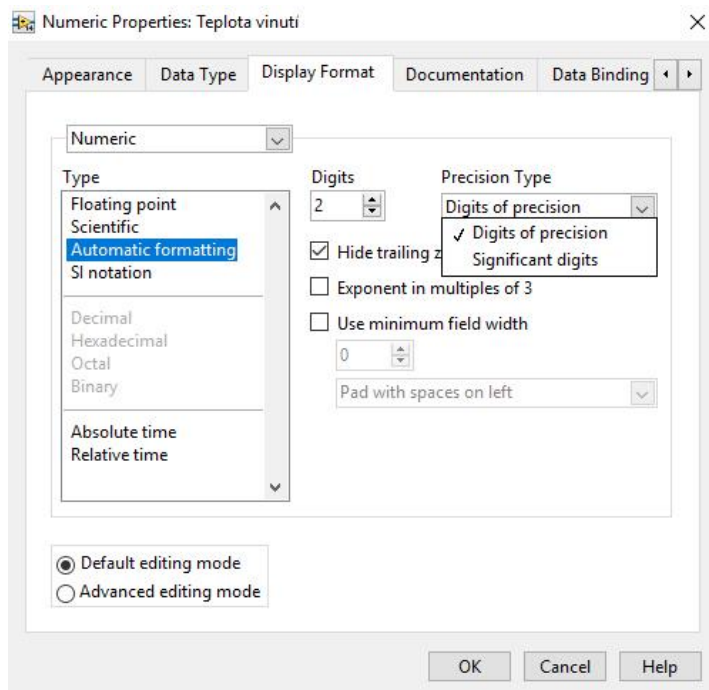 Numeric Properties: Teplota vinutí
Appearance Data Type Display Format Documentation Data Binding
Numeric
Type
Floating point
Scientific
Automatic formatting
SI notation
Decimal
Hexadecimal
Octal
Binary
Absolute time
Relative time
Digits
2
Precision Type
Digits of precision
Digits of precision
Significant digits
Hide trailing z
Exponent in multiples of 3
Use minimum field width
0
Pad with spaces on left
Default editing mode
Advanced editing mode
OK Cancel Help